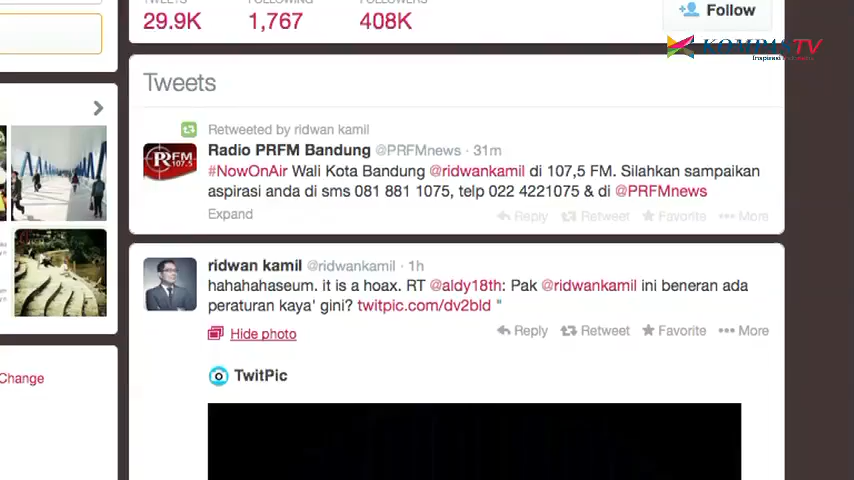 TWEETS FOLLOWING FOLLOWERS
29.9K 1,767 408K
Follow
KOMPASTV
Tweets
Retweeted by ridwan kamil
Radio PRFM Bandung @PRFMnews · 31m
#NowOnAir Wali Kota Bandung @ridwankamil di 107,5 FM. Silahkan sampaikan
aspirasi anda di sms 081 881 1075, telp 022 4221075 & di @PRFMnews
Expand
Reply Retweet Favorite More
RFM
107.5
ridwan kamil @ridwankamil · 1h
hahahahaseum. it is a hoax. RT @aldy18th: Pak @ridwankamil ini beneran ada
peraturan kaya' gini? twitpic.com/dv2bld "
Hide photo
Reply Retweet Favorite More
Change
TwitPic